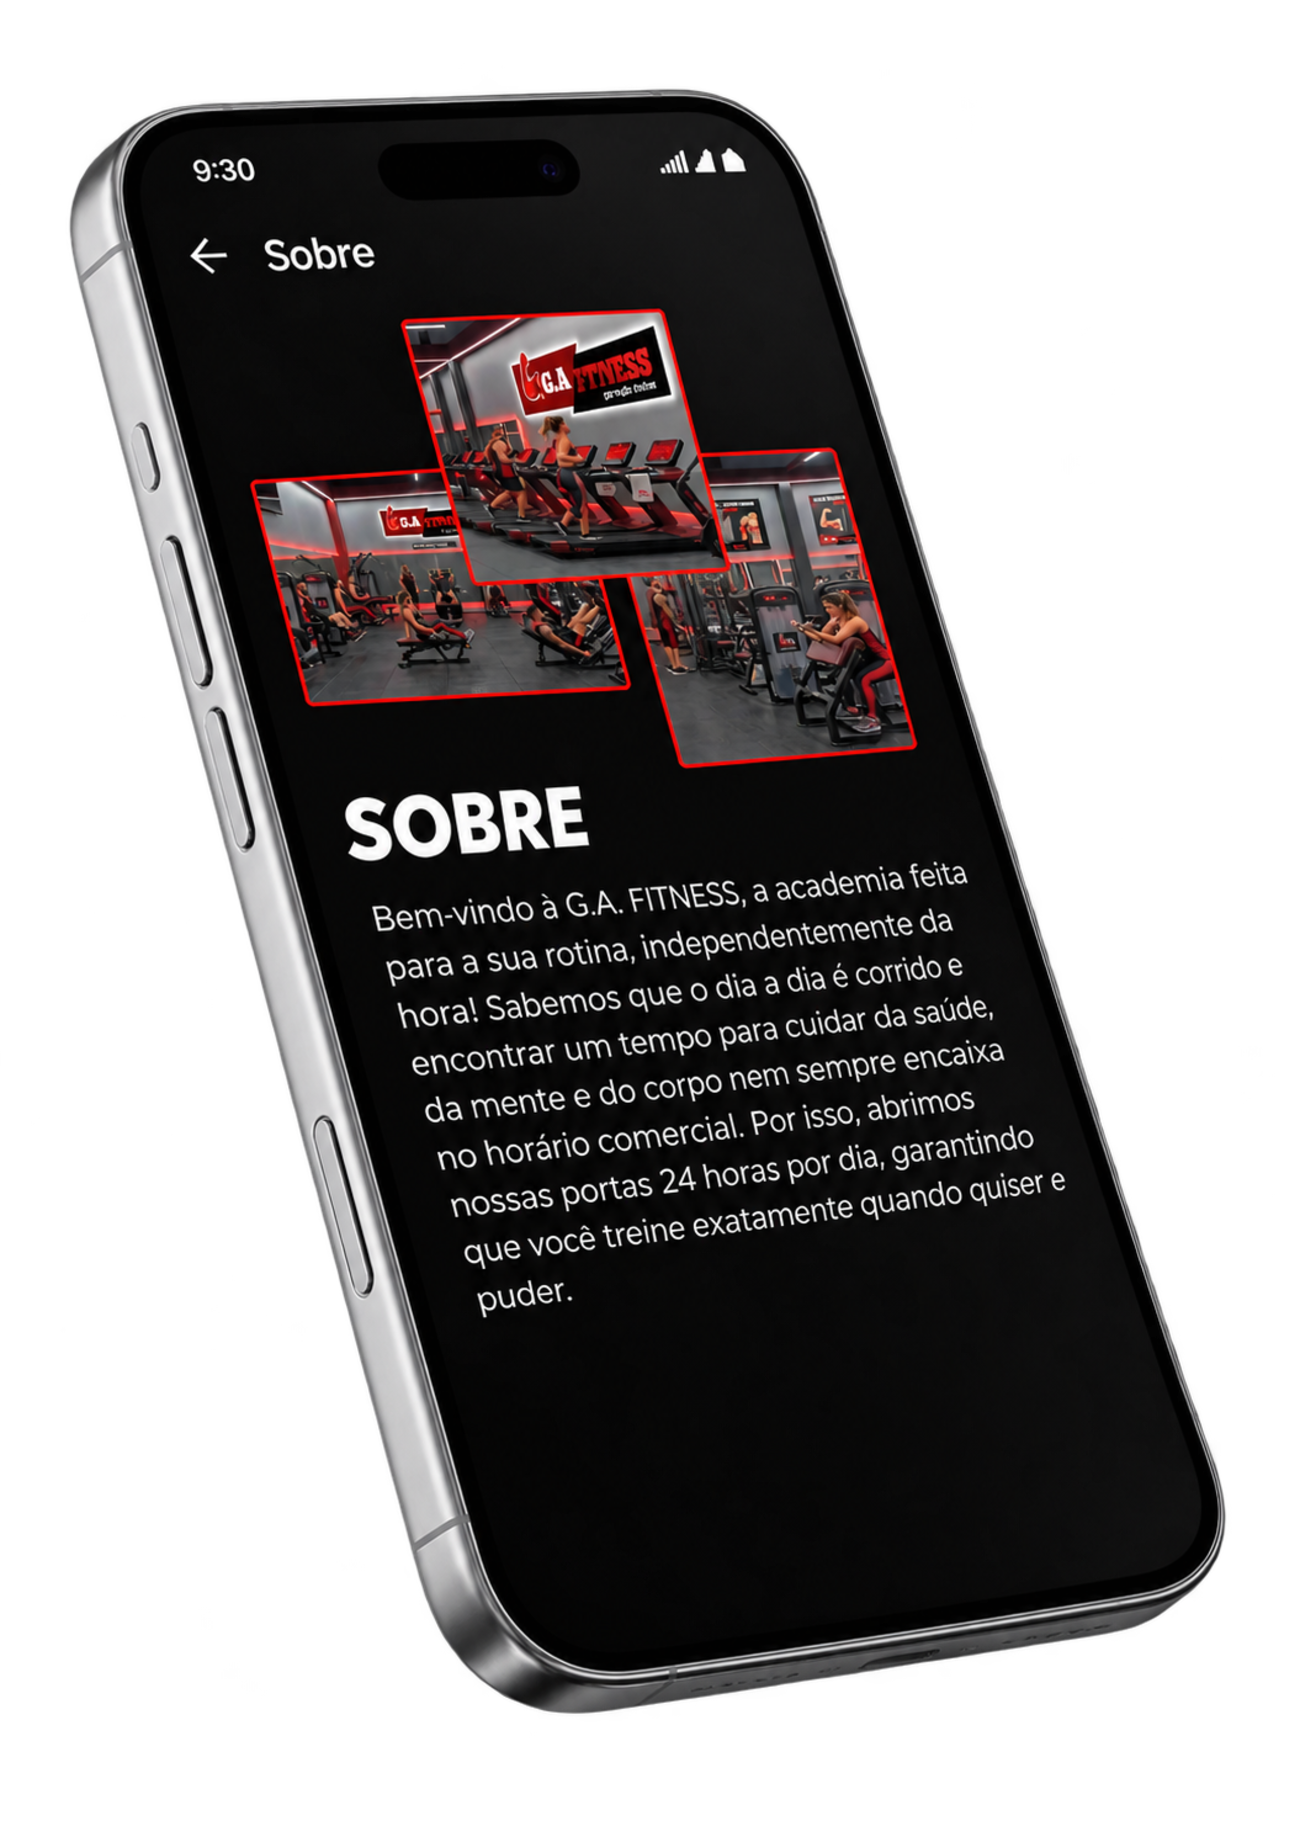 9:30
Sobre
G.A FITNESS
G.A
SOBRE
Bem-vindo à G.A. FITNESS, a academia feita
para a sua rotina, independentemente da
hora! Sabemos que o dia a dia é corrido e
encontrar um tempo para cuidar da saúde,
da mente e do corpo nem sempre encaixa
no horário comercial. Por isso, abrimos
nossas portas 24 horas por dia, garantindo
que você treine exatamente quando quiser e
puder.